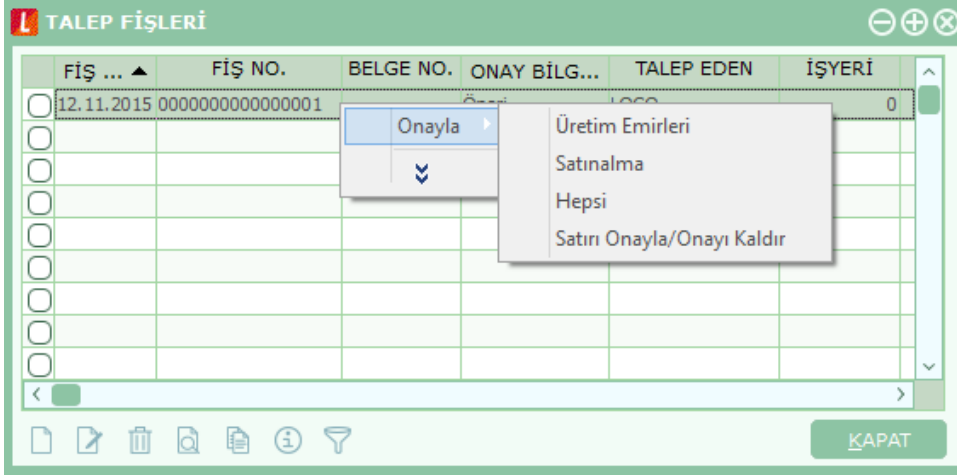 TALEP FİŞLERİ
FİŞ ... FİŞ NO. BELGE NO. ONAY BİLG... TALEP EDEN İŞYERİ
12.11.2015 0000000000000001 0
Onayla
Üretim Emirleri
Satınalma
Hepsi
Satırı Onayla/Onayı Kaldır
KAPAT